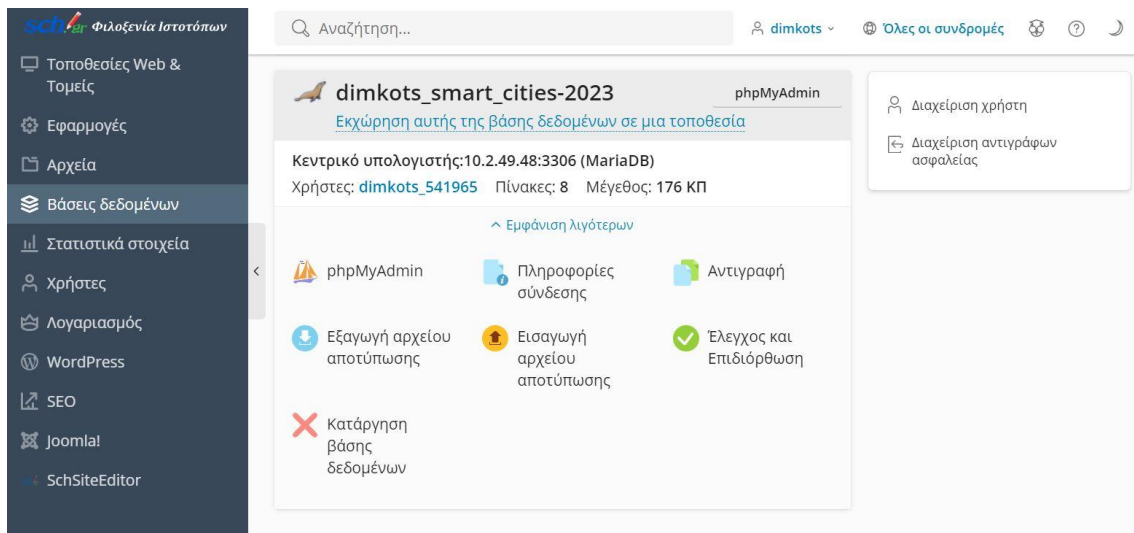 sch.gr Φιλοξενία Ιστοτόπων
Αναζήτηση...
dimkots
Όλες οι συνδρομές
Τοποθεσίες Web &
Τομείς
Εφαρμογές
Αρχεία
Βάσεις δεδομένων
Στατιστικά στοιχεία
Χρήστες
Λογαριασμός
WordPress
SEO
Joomla!
SchSiteEditor
dimkots_smart_cities-2023
phpMyAdmin
Εκχώρηση αυτής της βάσης δεδομένων σε μια τοποθεσία
Κεντρικό υπολογιστής:10.2.49.48:3306 (MariaDB)
Χρήστες: dimkots_541965 Πίνακες: 8 Μέγεθος: 176 ΚΠ
Εμφάνιση λιγότερων
phpMyAdmin
Πληροφορίες
σύνδεσης
Αντιγραφή
Εξαγωγή αρχείου
αποτύπωσης
Εισαγωγή
αρχείου
αποτύπωσης
Έλεγχος και
Επιδιόρθωση
Κατάργηση
βάσης
δεδομένων
Διαχείριση χρήστη
Διαχείριση αντιγράφων
ασφαλείας